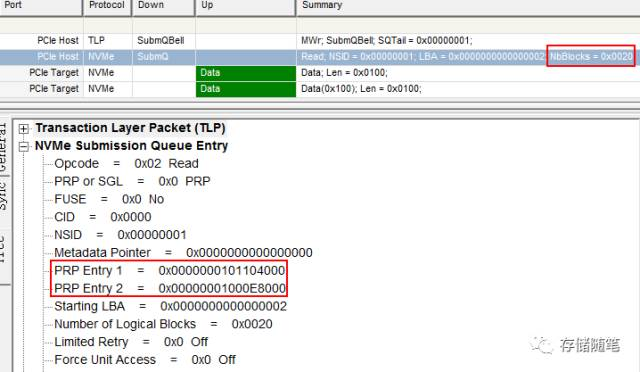 Port Protocol Down Up Summary
PCIe Host TLP SubmQBell MWr; SubmQBell; SQTail = 0x00000001;
PCIe Host NVMe SubmQ Read; NSID = 0x00000001; LBA = 0x0000000000000002; NbBlocks = 0x0020
PCIe Target NVMe Data Data; Len = 0x0100;
PCIe Target NVMe Data Data(0x100); Len = 0x0100;
General
Sync
Transaction Layer Packet (TLP)
NVMe Submission Queue Entry
Opcode = 0x02 Read
PRP or SGL = 0x0 PRP
FUSE = 0x0 No
CID = 0x0000
NSID = 0x00000001
Metadata Pointer = 0x0000000000000000
PRP Entry 1 = 0x0000000101104000
PRP Entry 2 = 0x00000001000E8000
Starting LBA = 0x0000000000000002
Number of Logical Blocks = 0x0020
Limited Retry = 0x0 Off
Force Unit Access = 0x0 Off
存储随笔